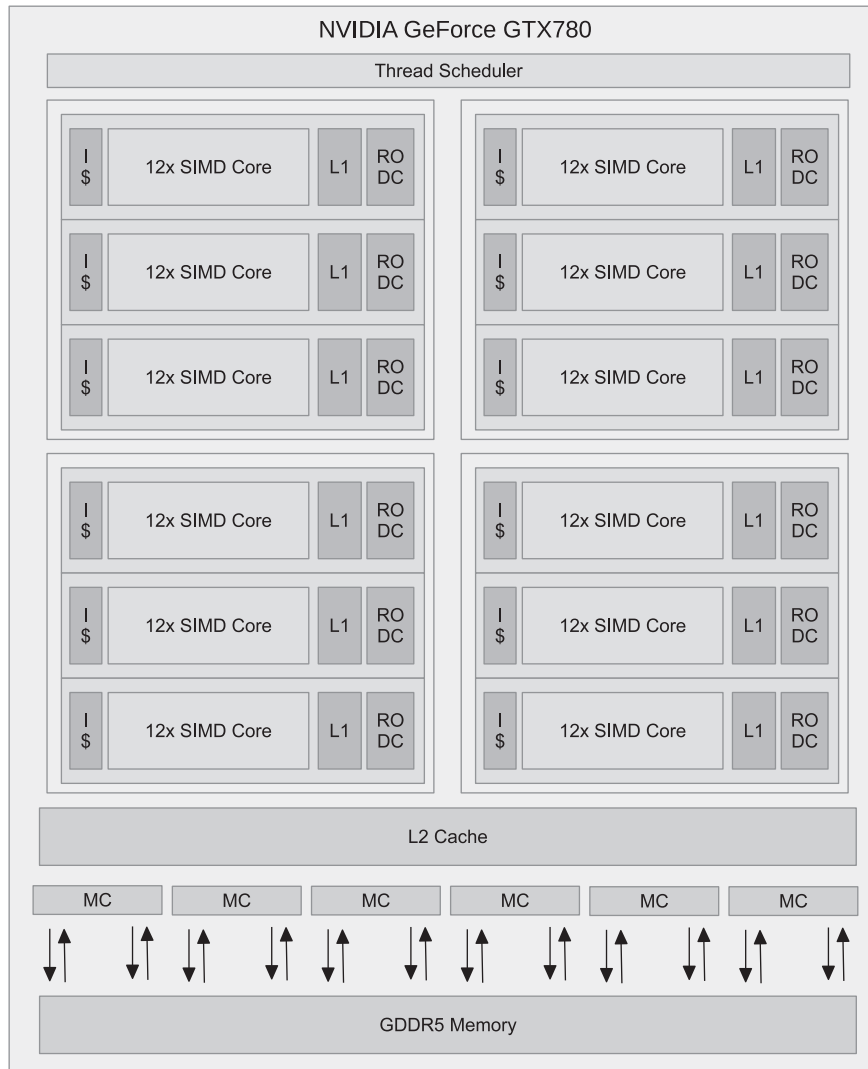 NVIDIA GeForce GTX780
Thread Scheduler
I
$
12x SIMD Core
L1
RO
DC
I
$
12x SIMD Core
L1
RO
DC
I
$
12x SIMD Core
L1
RO
DC
I
$
12x SIMD Core
L1
RO
DC
I
$
12x SIMD Core
L1
RO
DC
I
$
12x SIMD Core
L1
RO
DC
I
$
12x SIMD Core
L1
RO
DC
I
$
12x SIMD Core
L1
RO
DC
I
$
12x SIMD Core
L1
RO
DC
I
$
12x SIMD Core
L1
RO
DC
I
$
12x SIMD Core
L1
RO
DC
I
$
12x SIMD Core
L1
RO
DC
L2 Cache
MC
MC
MC
MC
MC
MC
GDDR5 Memory